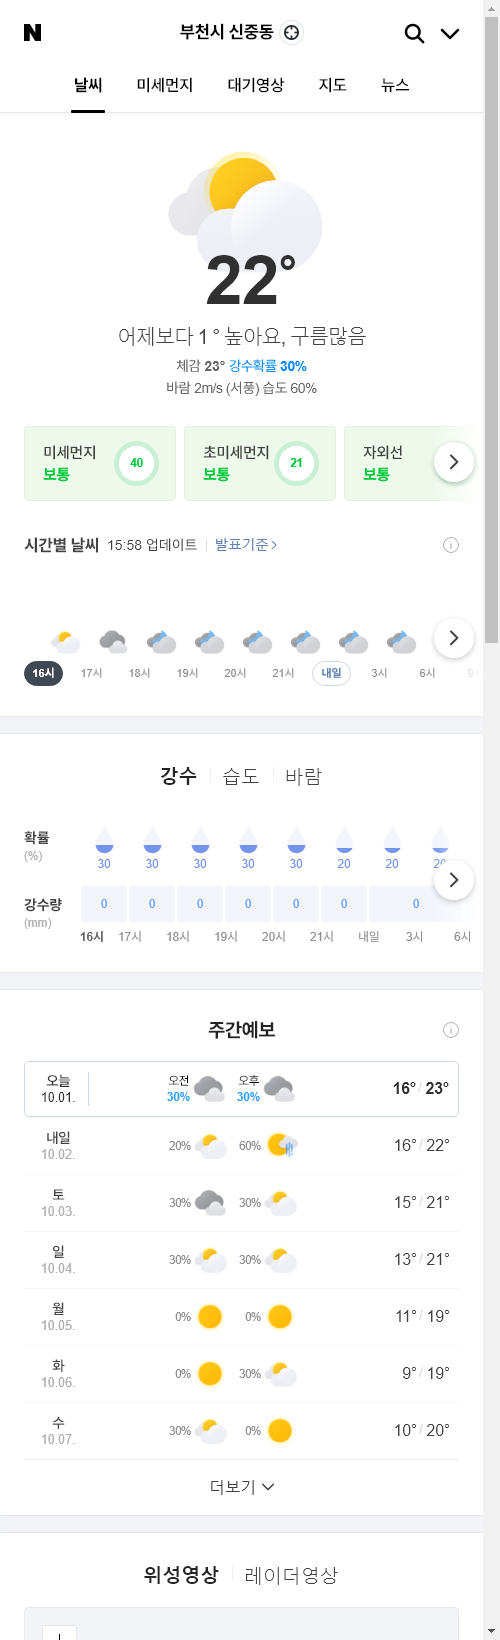 N 부천시 신중동
날씨 미세먼지 대기영상 지도 뉴스
22°
어제보다 1 ° 높아요, 구름많음
체감 23° 강수확률 30%
바람 2m/s (서풍) 습도 60%
미세먼지 보통 40
초미세먼지 보통 21
자외선 보통
시간별 날씨 15:58 업데이트 발표기준
16시 17시 18시 19시 20시 21시 내일 3시 6시
강수 습도 바람
확률 (%) 30 30 30 30 30 20 20 20
강수량 (mm) 0 0 0 0 0 0 0
16시 17시 18시 19시 20시 21시 내일 3시 6시
주간예보
오늘 10.01. 오전 30% 오후 30% 16° / 23°
내일 10.02. 20% 60% 16° / 22°
토 10.03. 30% 30% 15° / 21°
일 10.04. 30% 30% 13° / 21°
월 10.05. 0% 0% 11° / 19°
화 10.06. 0% 30% 9° / 19°
수 10.07. 30% 0% 10° / 20°
더보기
위성영상 레이더영상